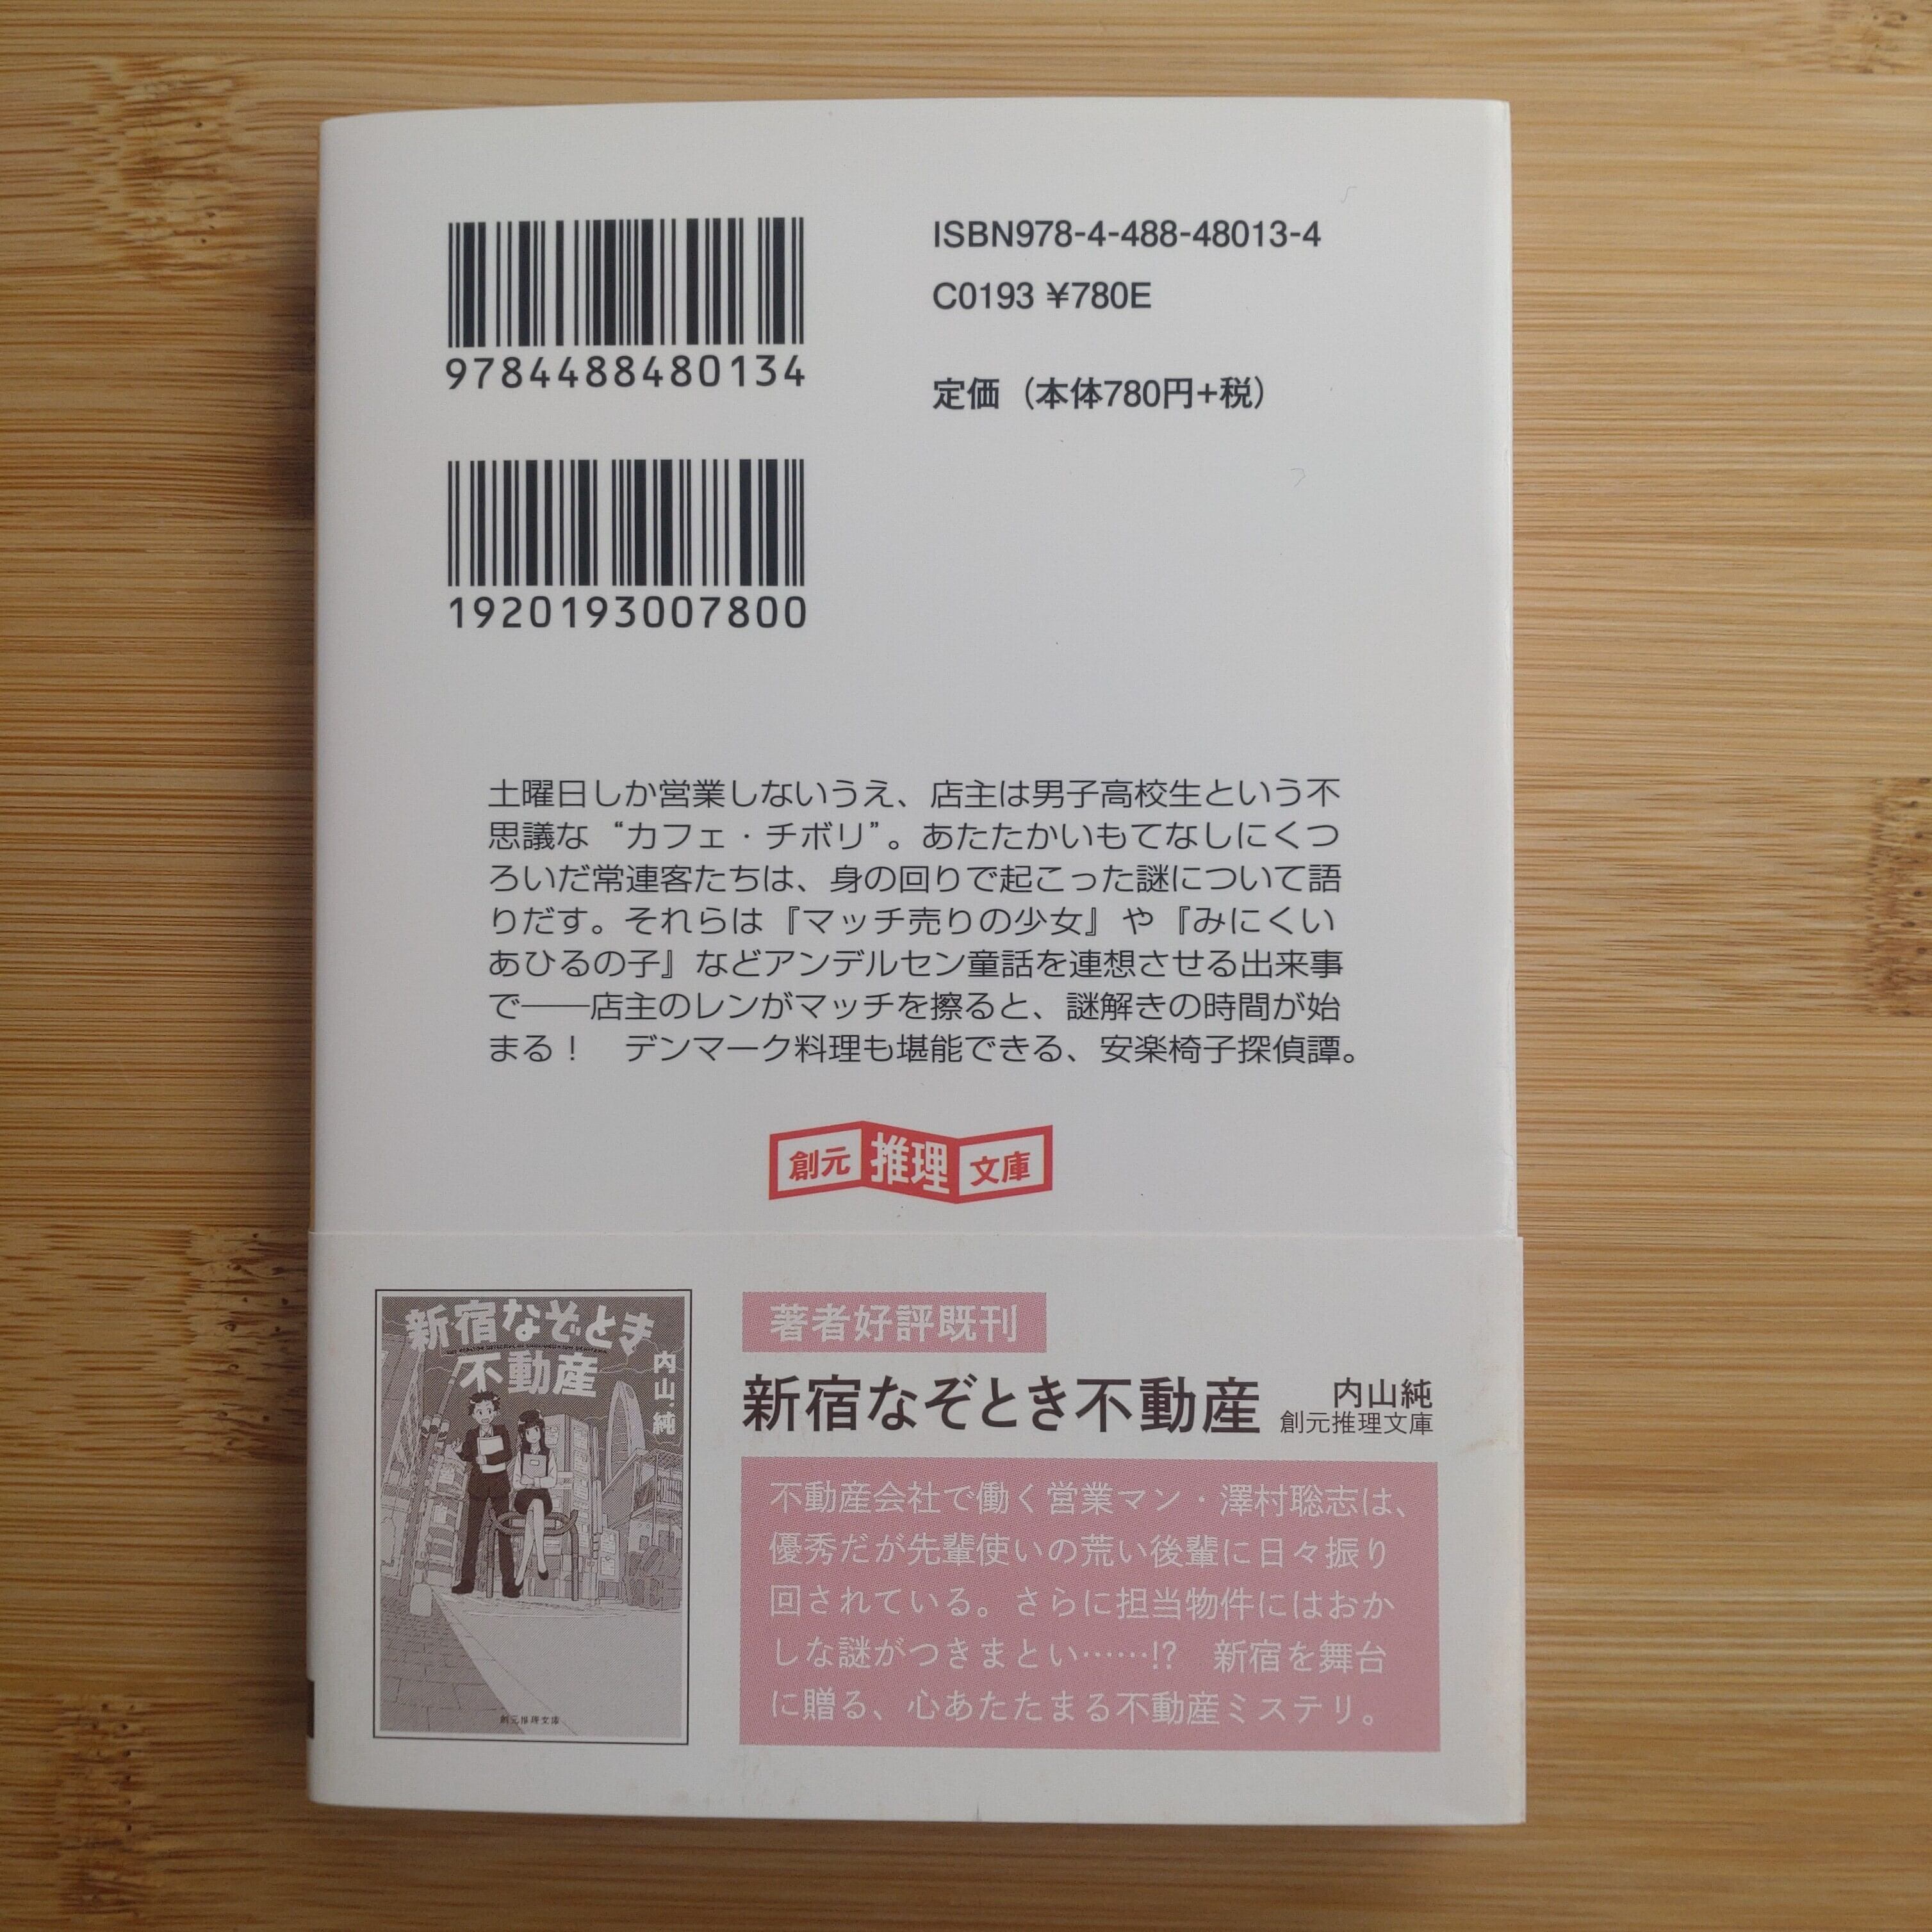 ISBN978-4-488-48013-4
C0193 ¥780E
定価（本体780円+税）
9784488480134
1920193007800
土曜日しか営業しないうえ、店主は男子高校生という不
思議な“カフェ・チボリ”。あたたかいもてなしにくつ
ろいだ常連客たちは、身の回りで起こった謎について語
りだす。それらは『マッチ売りの少女』や『みにくい
あひるの子』などアンデルセン童話を連想させる出来事
で――店主のレンがマッチを擦ると、謎解きの時間が始
まる！　デンマーク料理も堪能できる、安楽椅子探偵譚。
創元推理文庫
新宿なぞとき
不動産
内山純
創元推理文庫
著者好評既刊
新宿なぞとき不動産
内山純
創元推理文庫
不動産会社で働く営業マン・澤村聡志は、
優秀だが先輩使いの荒い後輩に日々振り
回されている。さらに担当物件にはおか
しな謎がつきまとい……!?　新宿を舞台
に贈る、心あたたまる不動産ミステリ。